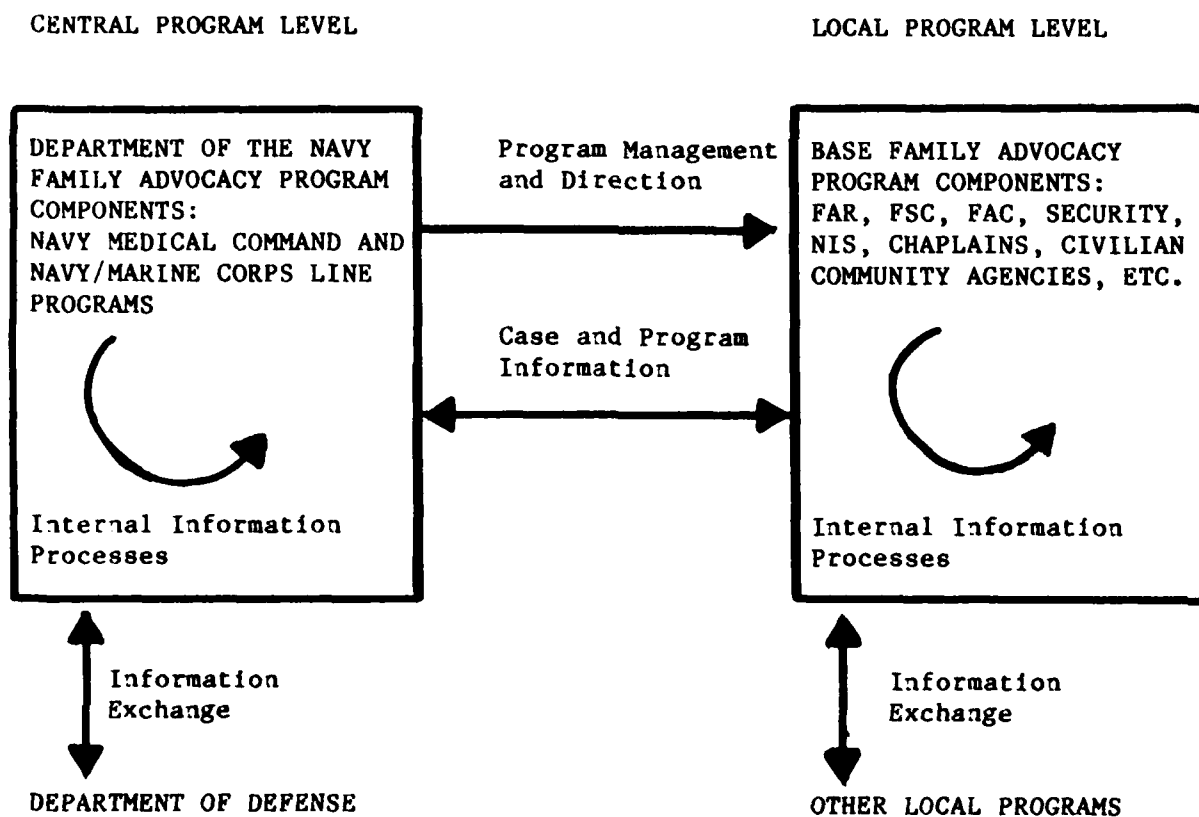 CENTRAL PROGRAM LEVEL
LOCAL PROGRAM LEVEL
DEPARTMENT OF THE NAVY
FAMILY ADVOCACY PROGRAM
COMPONENTS:
NAVY MEDICAL COMMAND AND
NAVY/MARINE CORPS LINE
PROGRAMS
Internal Information
Processes
Program Management
and Direction
Case and Program
Information
BASE FAMILY ADVOCACY
PROGRAM COMPONENTS:
FAR, FSC, FAC, SECURITY,
NIS, CHAPLAINS, CIVILIAN
COMMUNITY AGENCIES, ETC.
Internal Information
Processes
Information
Exchange
Information
Exchange
DEPARTMENT OF DEFENSE
OTHER LOCAL PROGRAMS